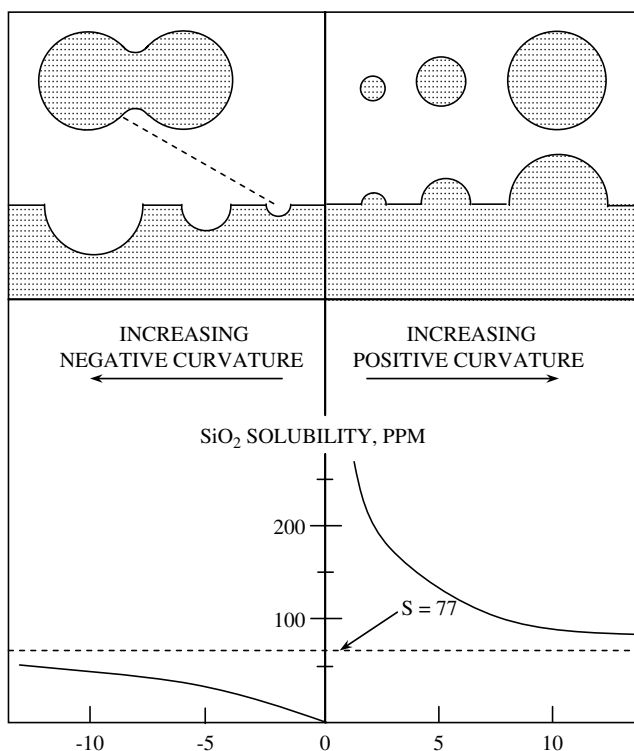 INCREASING
NEGATIVE CURVATURE
INCREASING
POSITIVE CURVATURE
SiO₂ SOLUBILITY, PPM
200
100
S = 77
-10
-5
0
5
10